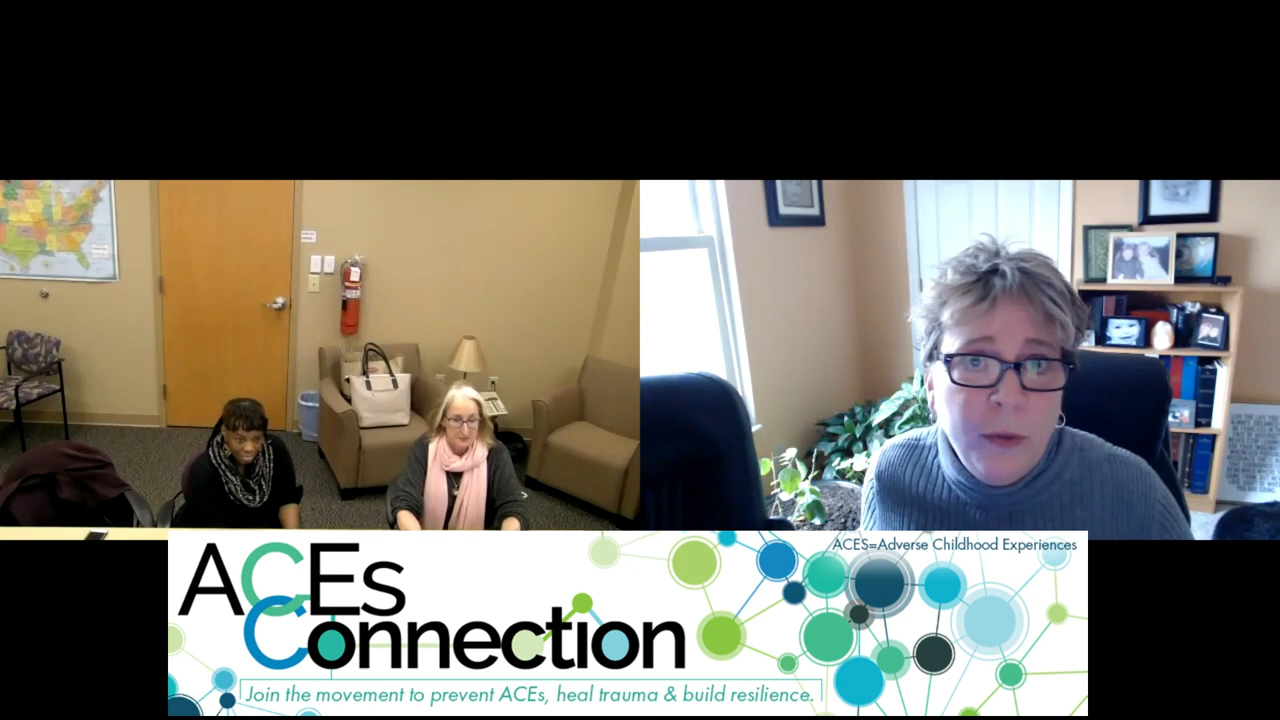 ACES=Adverse Childhood Experiences
ACEs
Connection
Join the movement to prevent ACEs, heal trauma & build resilience.